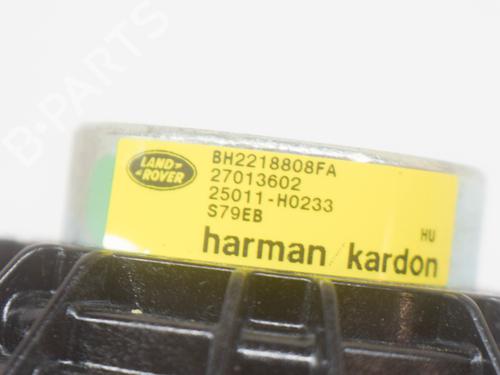 B-PARTS
LAND
ROVER
BH2218808FA
27013602
25011-H0233
S79EB
HU
harman/kardon